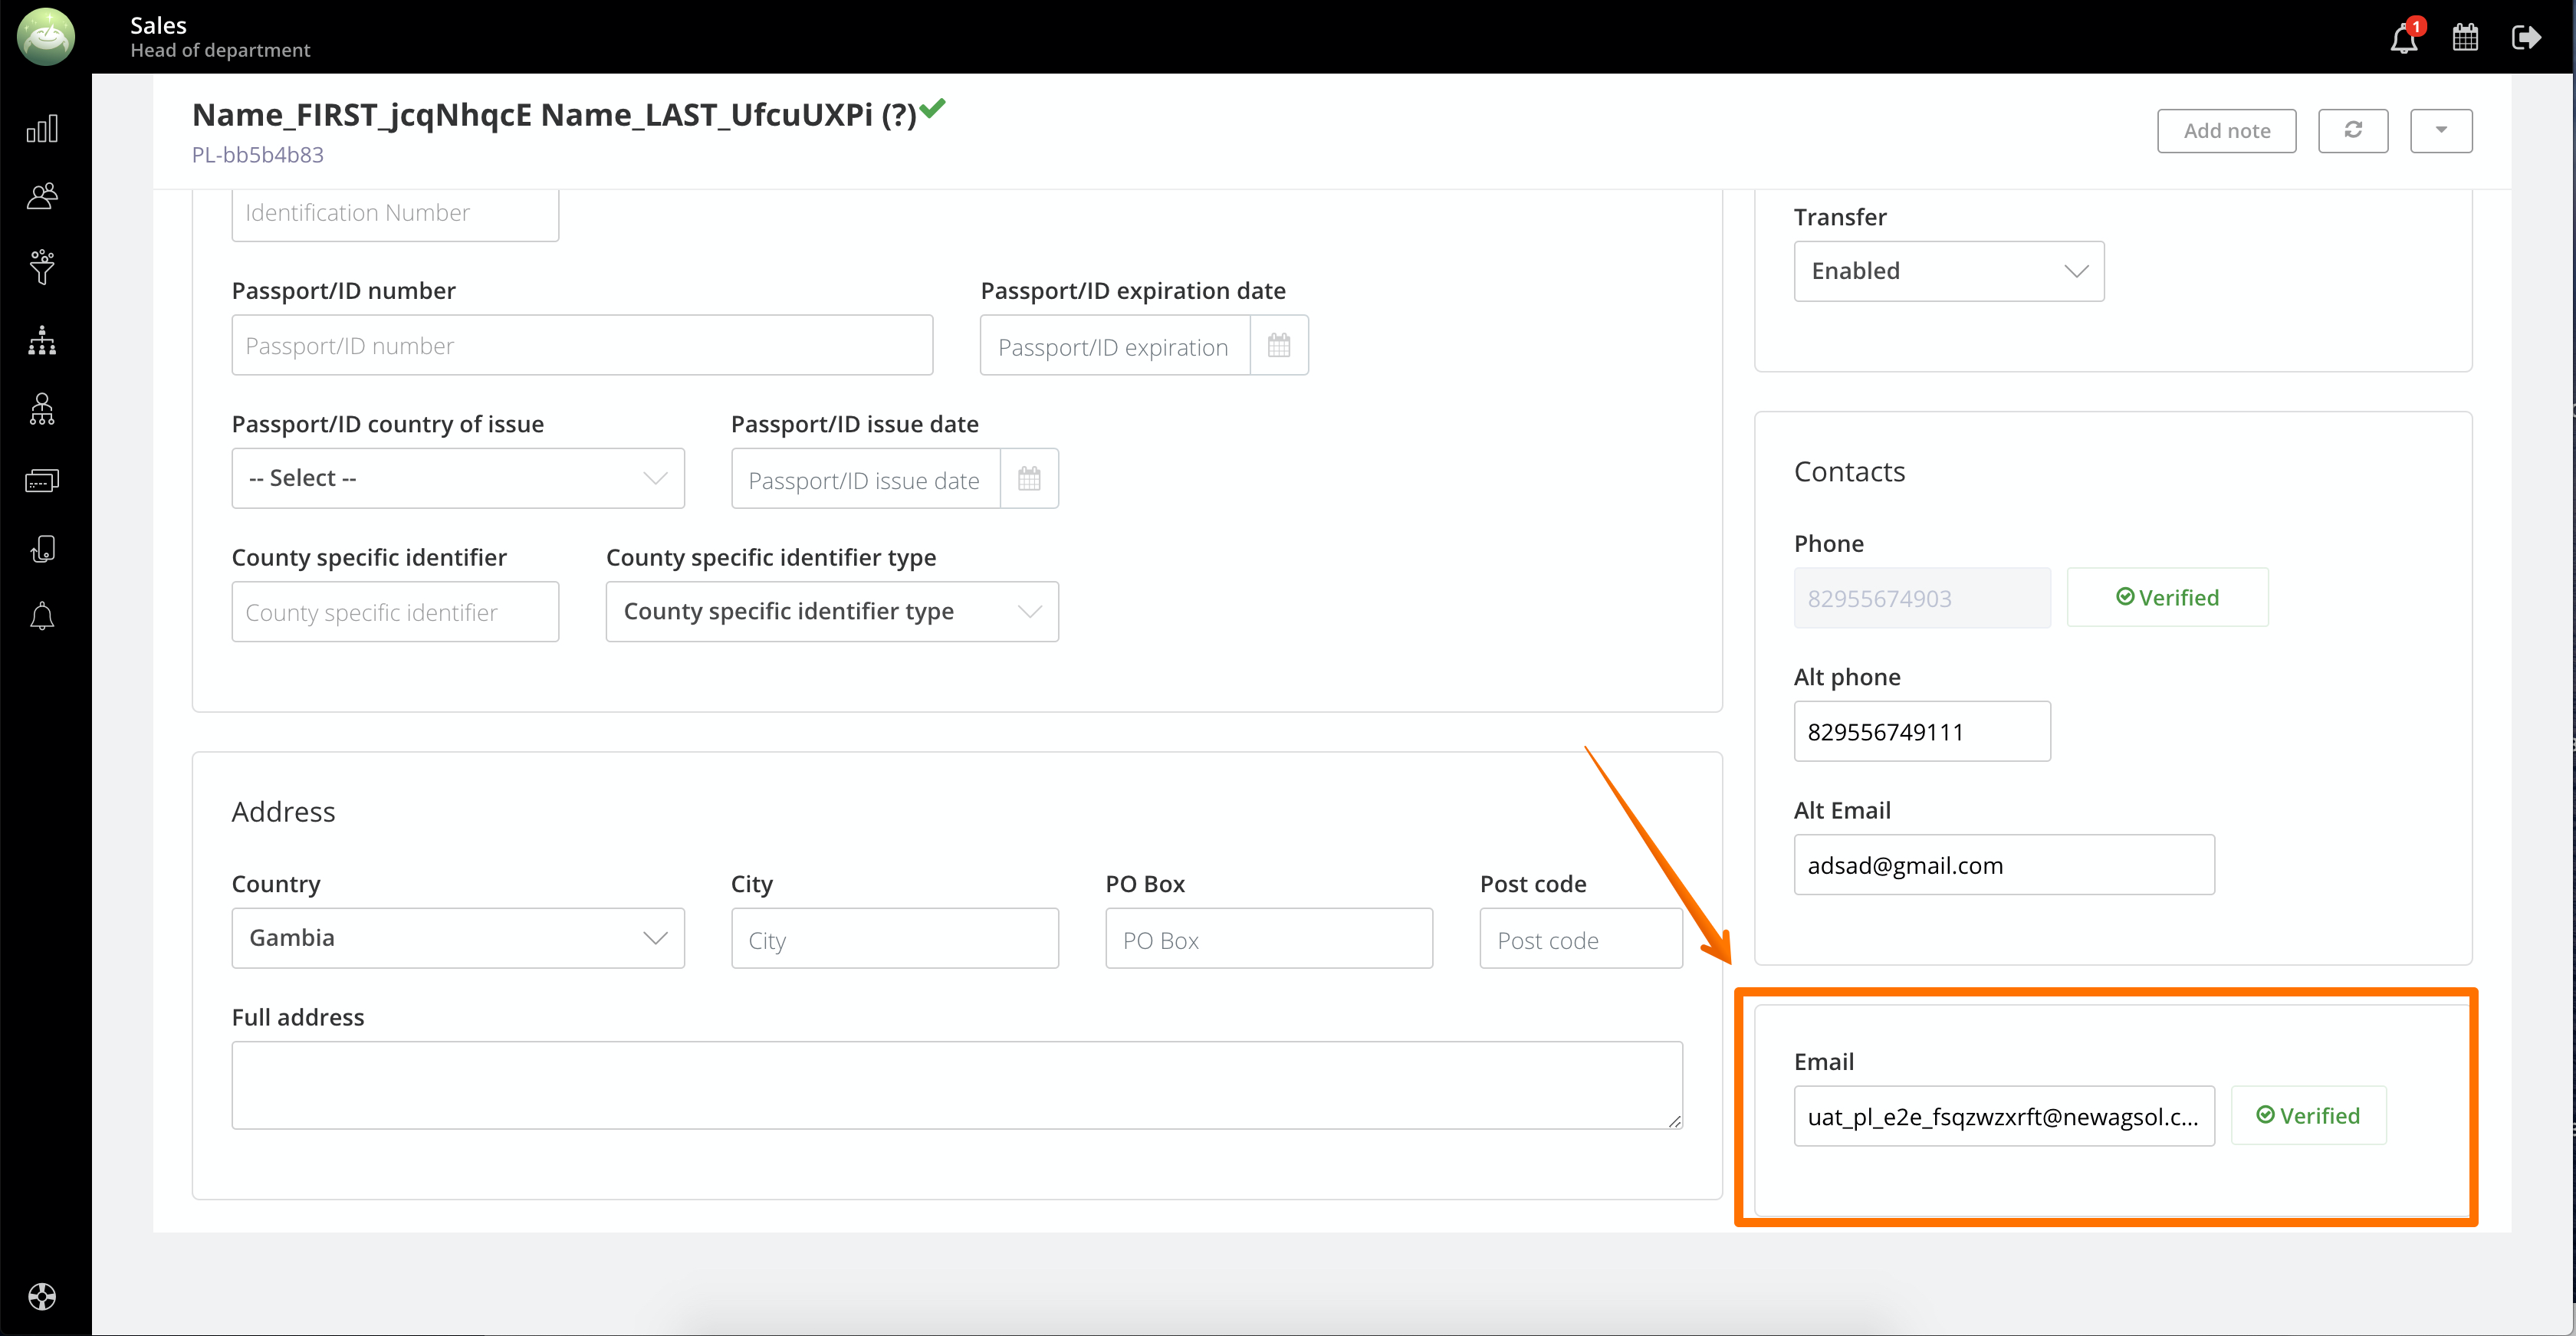 Sales
Head of department
1
Name_FIRST_jcqNhqcE Name_LAST_UfcuUXPi (?)
PL-bb5b4b83
Add note
Identification Number
Passport/ID number
Passport/ID expiration date
Passport/ID number
Passport/ID expiration
Passport/ID country of issue
Passport/ID issue date
-- Select --
Passport/ID issue date
County specific identifier
County specific identifier type
County specific identifier
County specific identifier type
Address
Country
City
PO Box
Post code
Gambia
City
PO Box
Post code
Full address
Transfer
Enabled
Contacts
Phone
82955674903
Verified
Alt phone
829556749111
Alt Email
adsad@gmail.com
Email
uat_pl_e2e_fsqzwzxrft@newagsol.c...
Verified